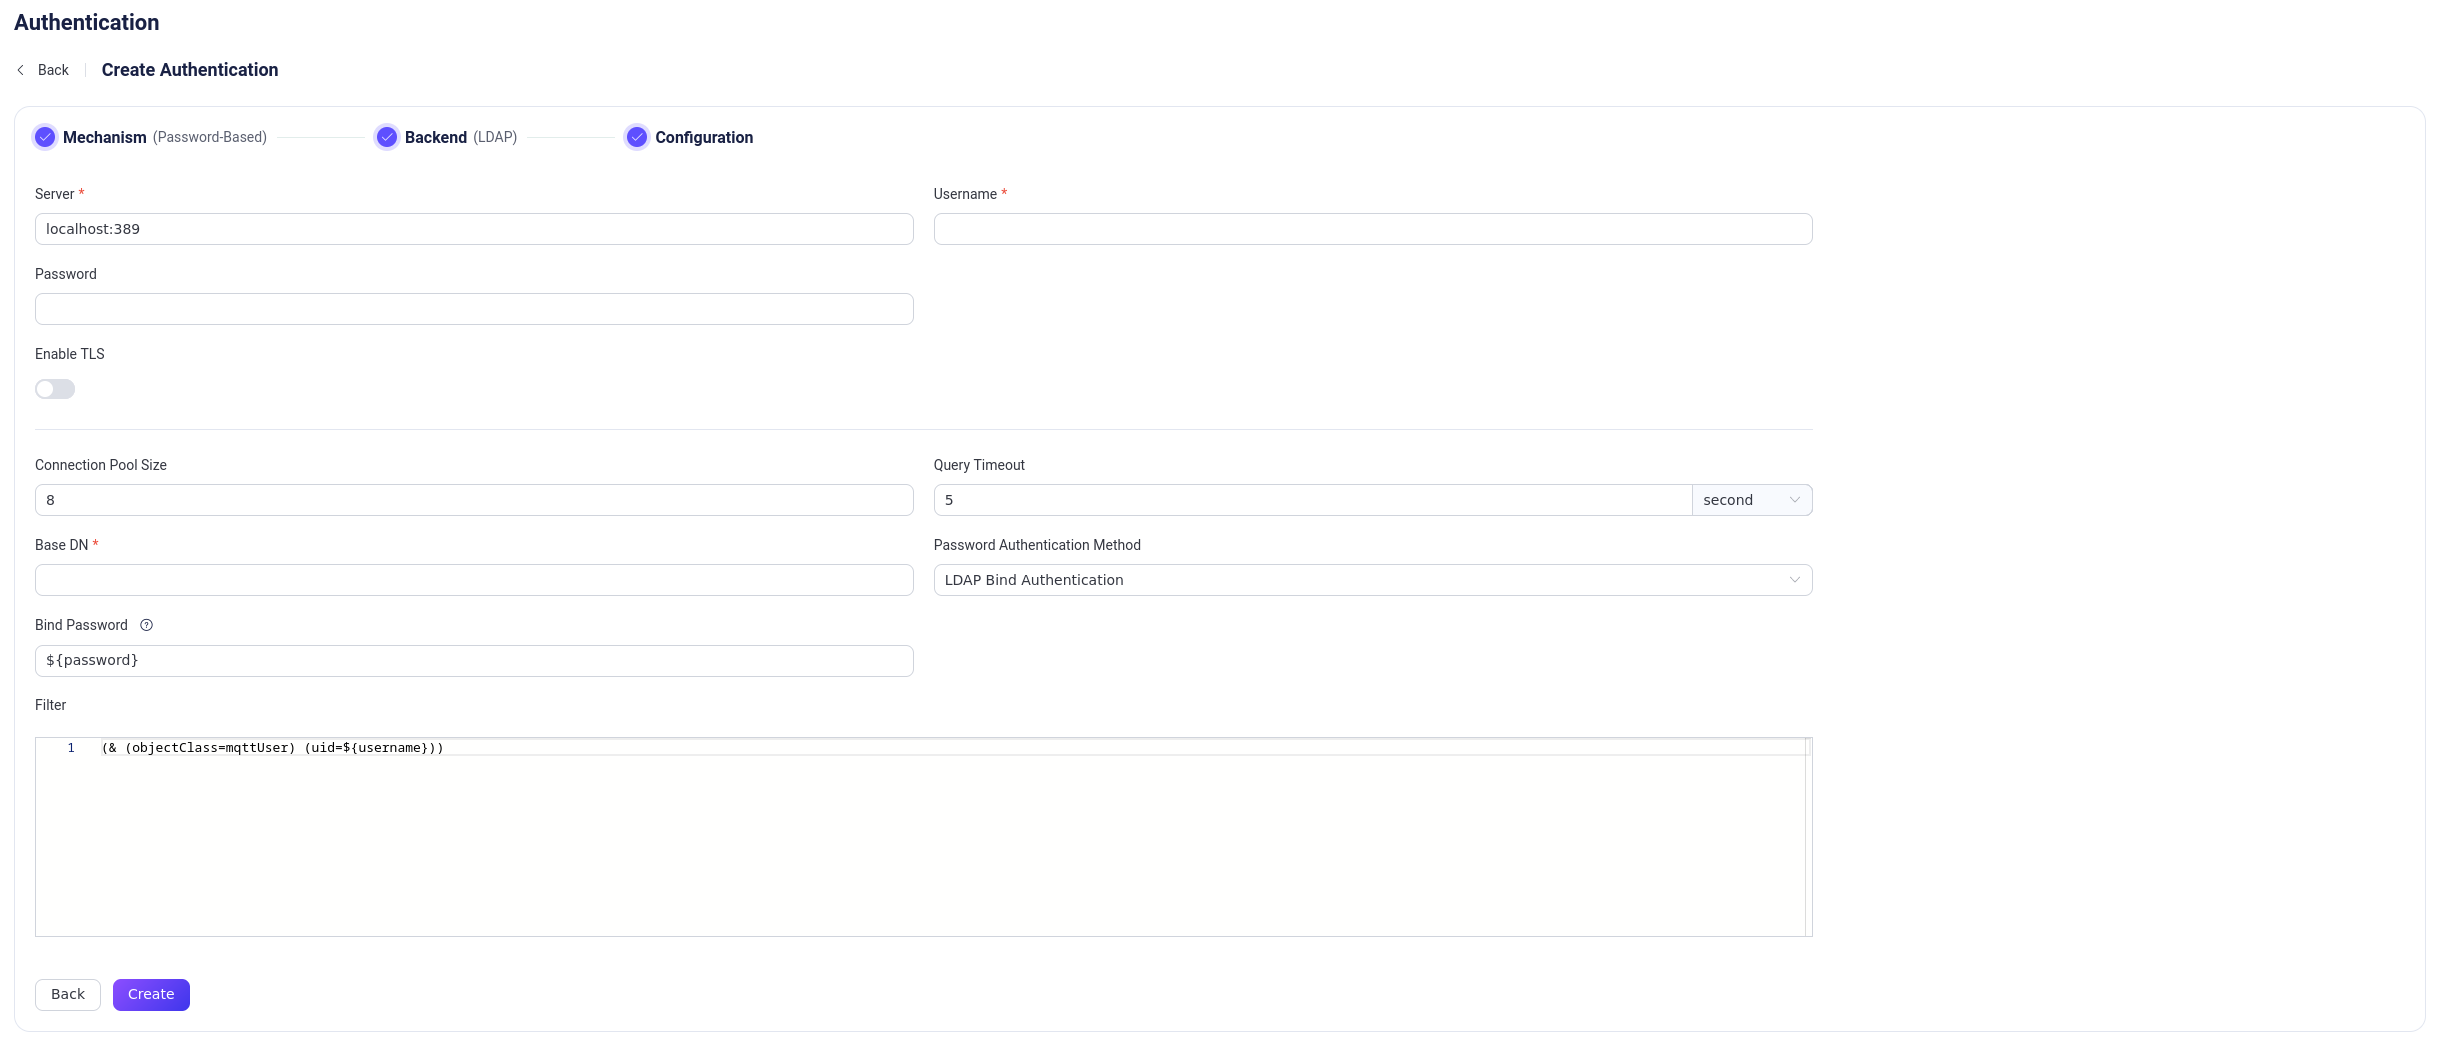 Authentication
Back
Create Authentication
Mechanism (Password-Based)
Backend (LDAP)
Configuration
Server *
Username *
localhost:389
Password
Enable TLS
Connection Pool Size
Query Timeout
8
5
second
Base DN *
Password Authentication Method
LDAP Bind Authentication
Bind Password
${password}
Filter
1 (& (objectClass=mqttUser) (uid=${username}))
Back
Create